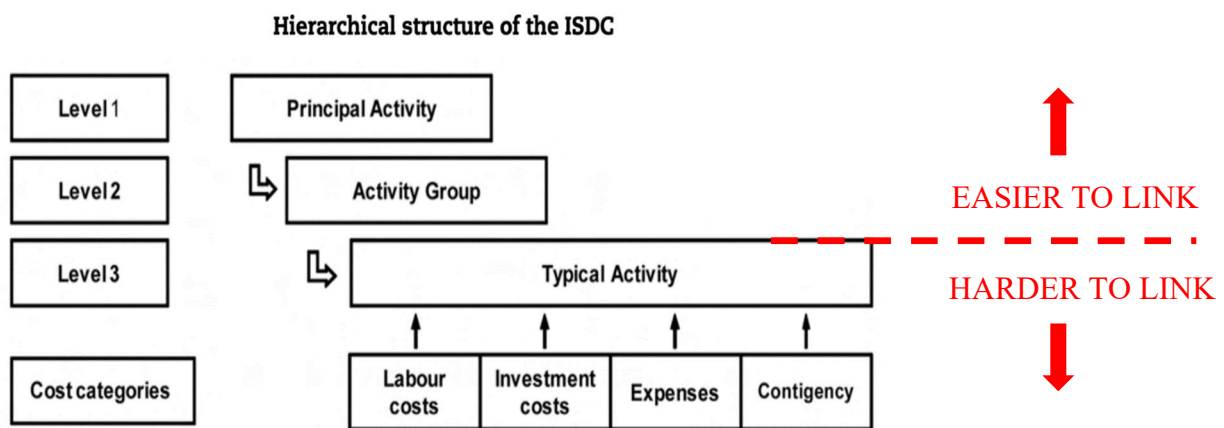 Hierarchical structure of the ISDC
Level 1
Principal Activity
Level 2
Activity Group
EASIER TO LINK
Level 3
Typical Activity
HARDER TO LINK
Cost categories
Labour
costs
Investment
costs
Expenses
Contigency